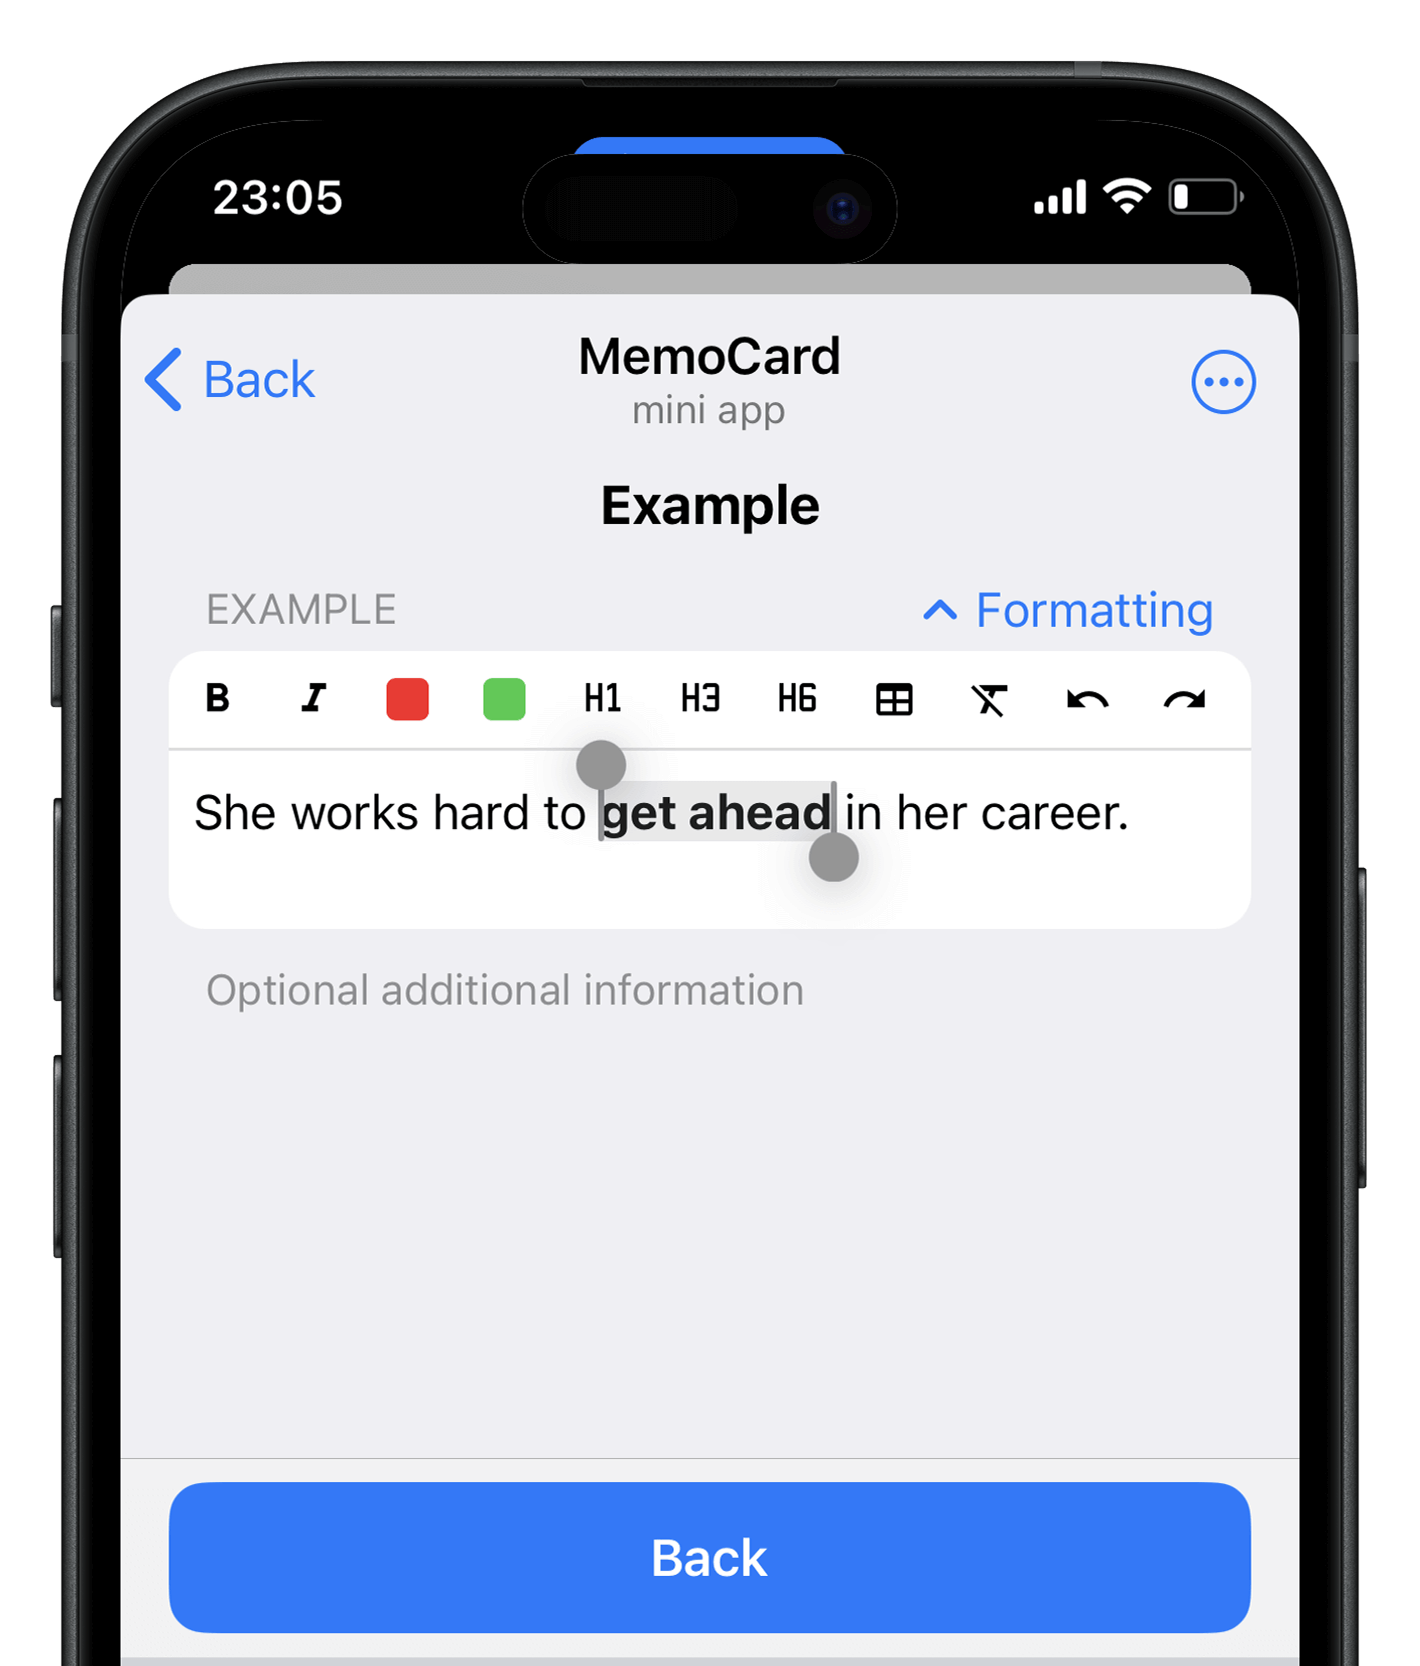 23:05
Back
MemoCard
mini app
Example
EXAMPLE
Formatting
B I H1 H3 H6
She works hard to get ahead in her career.
Optional additional information
Back